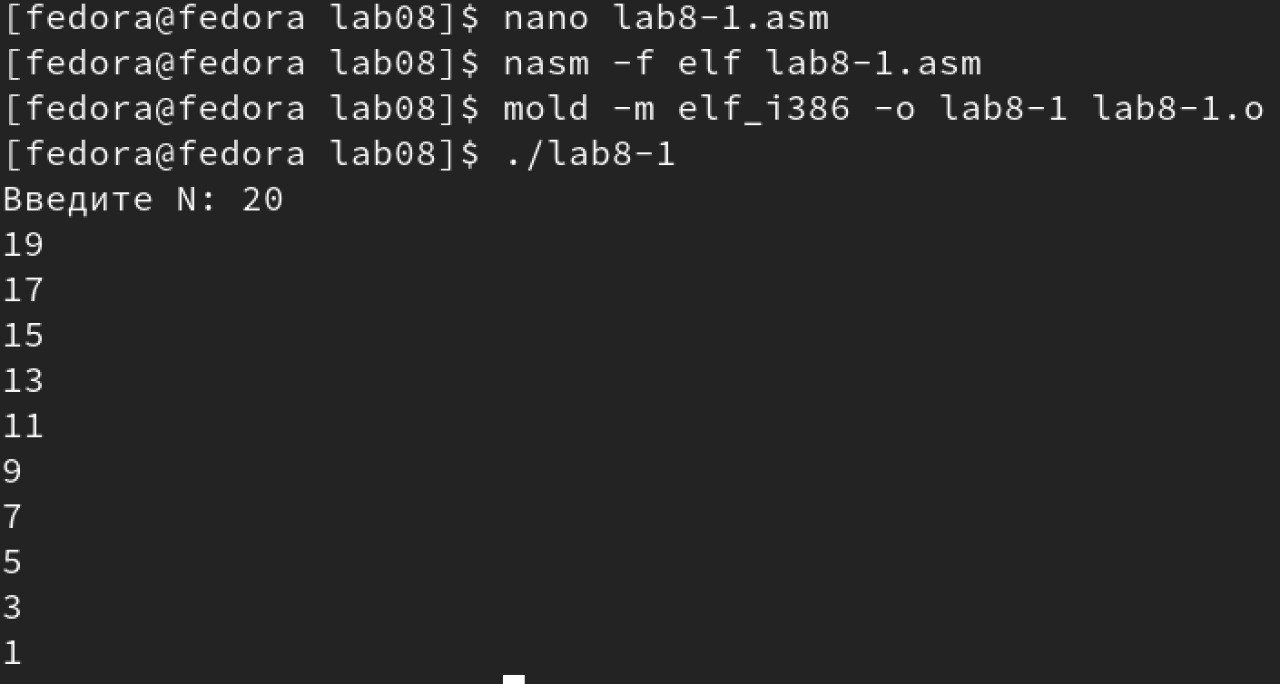 [fedora@fedora lab08]$ nano lab8-1.asm
[fedora@fedora lab08]$ nasm -f elf lab8-1.asm
[fedora@fedora lab08]$ mold -m elf_i386 -o lab8-1 lab8-1.o
[fedora@fedora lab08]$ ./lab8-1
Введите N: 20
19
17
15
13
11
9
7
5
3
1